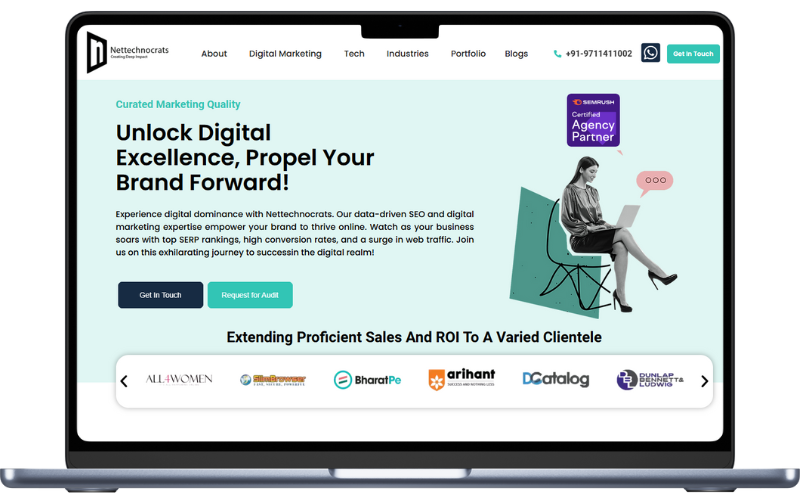 Nettechnocrats
Creating Deep Impact
About Digital Marketing Tech Industries Portfolio Blogs +91-9711411002 Get In Touch
Curated Marketing Quality
Unlock Digital
Excellence, Propel Your
Brand Forward!
SEMRUSH
Certified
Agency
Partner
Experience digital dominance with Nettechnocrats. Our data-driven SEO and digital
marketing expertise empower your brand to thrive online. Watch as your business
soars with top SERP rankings, high conversion rates, and a surge in web traffic. Join
us on this exhilarating journey to successin the digital realm!
Get In Touch Request for Audit
Extending Proficient Sales And ROI To A Varied Clientele
ALL4WOMEN
SlimBrowser
BharatPe
arihant
SUCCESS AND NOTHING LESS
DCatalog
DUNLAP
BENNETT&
LUDWIG